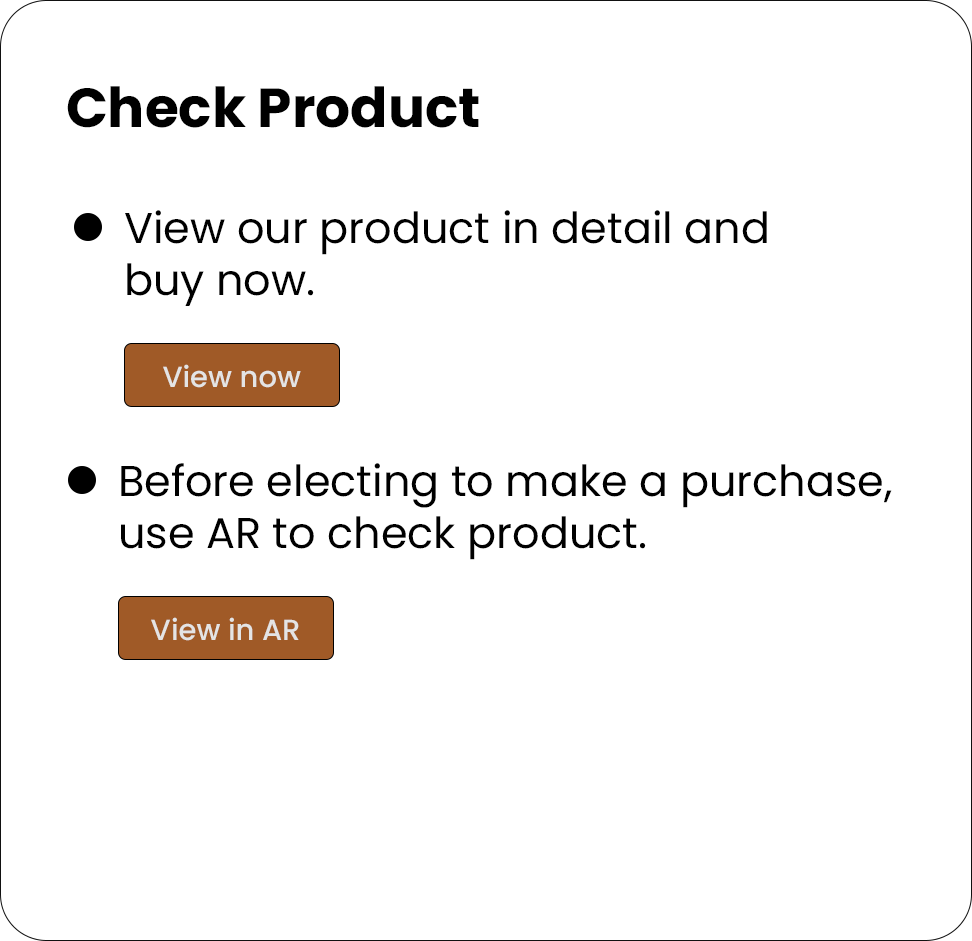 Check Product
● View our product in detail and
buy now.
View now
● Before electing to make a purchase,
use AR to check product.
View in AR